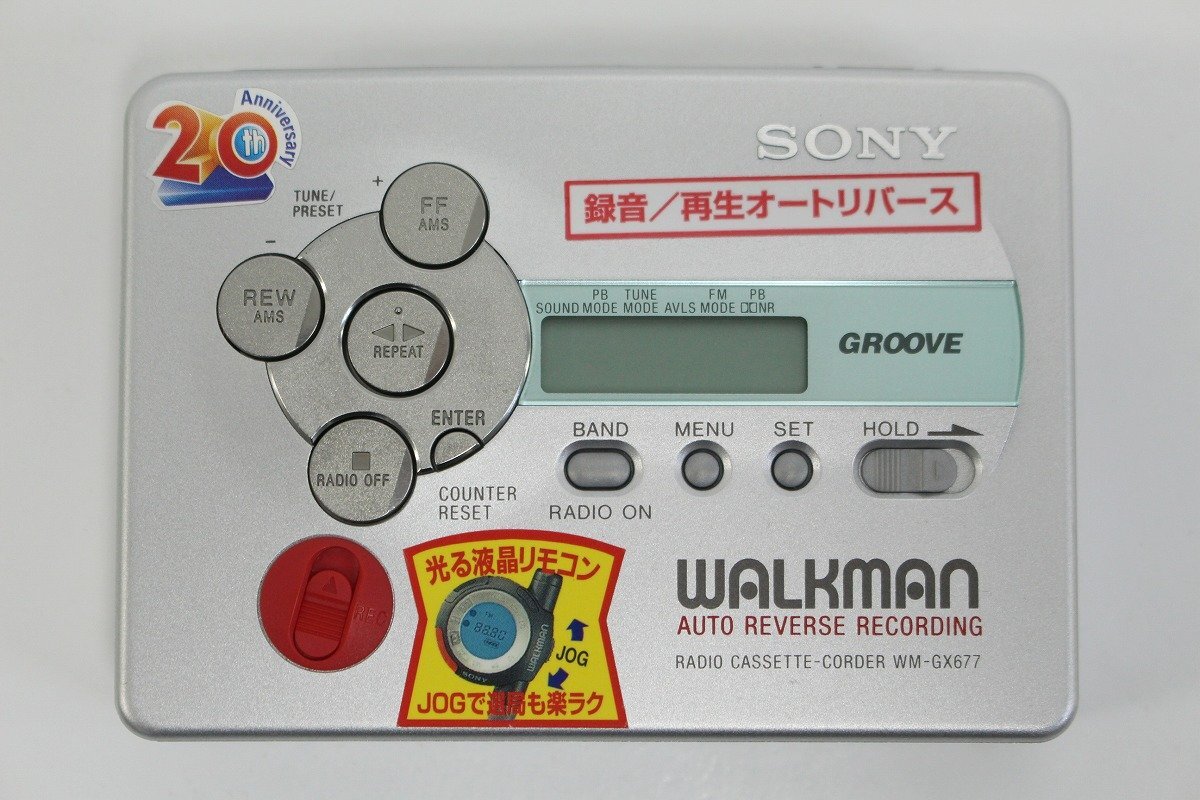 20th Anniversary
SONY
録音／再生オートリバース
TUNE/
PRESET
+
FF
AMS
-
REW
AMS
REPEAT
ENTER
RADIO OFF
COUNTER
RESET
PB TUNE FM PB
SOUND MODE MODE AVLS MODE NR
GROOVE
BAND MENU SET HOLD
RADIO ON
REC
光る液晶リモコン
WALKMAN
SONY
JOG
JOGで選局も楽ラク
WALKMAN
AUTO REVERSE RECORDING
RADIO CASSETTE-CORDER WM-GX677